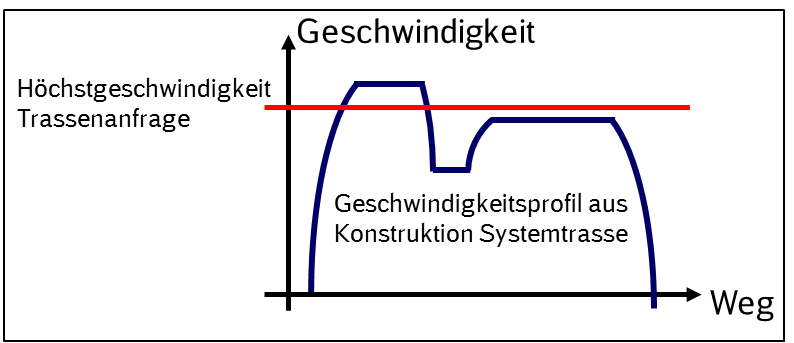 Geschwindigkeit
Höchstgeschwindigkeit
Trassenanfrage
Geschwindigkeitsprofil aus
Konstruktion Systemtrasse
Weg